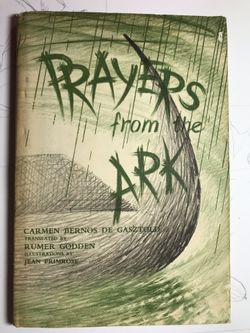 PRAYERS
from the
ARK
CARMEN BERNOS DE GASZTOLD
TRANSLATED BY
RUMER GODDEN
ILLUSTRATIONS BY
JEAN PRIMROSE